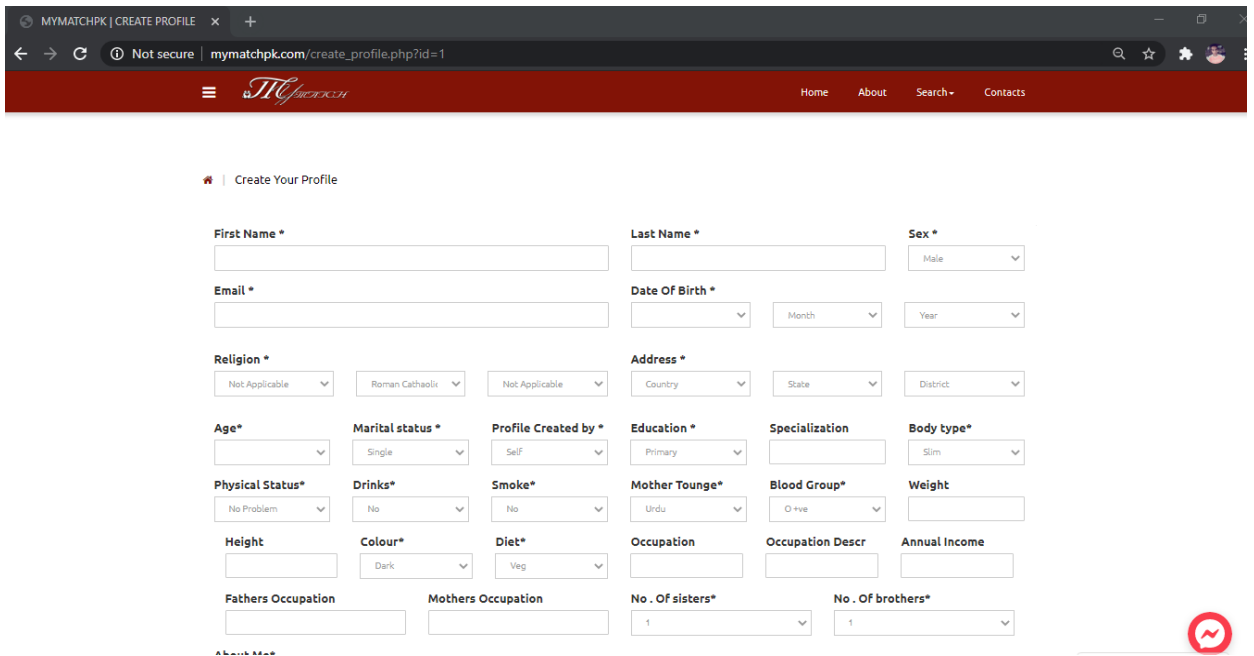 MYMATCHPK | CREATE PROFILE
Not secure | mymatchpk.com/create_profile.php?id=1
Home About Search Contacts
Create Your Profile
First Name * Last Name * Sex *
Male
Email * Date Of Birth *
Month Year
Religion * Address *
Not Applicable Roman Cathaolic Not Applicable Country State District
Age* Marital status * Profile Created by * Education * Specialization Body type*
Single Self Primary Slim
Physical Status* Drinks* Smoke* Mother Tounge* Blood Group* Weight
No Problem No No Urdu O +ve
Height Colour* Diet* Occupation Occupation Descr Annual Income
Dark Veg
Fathers Occupation Mothers Occupation No . Of sisters* No . Of brothers*
1 1
About Me*